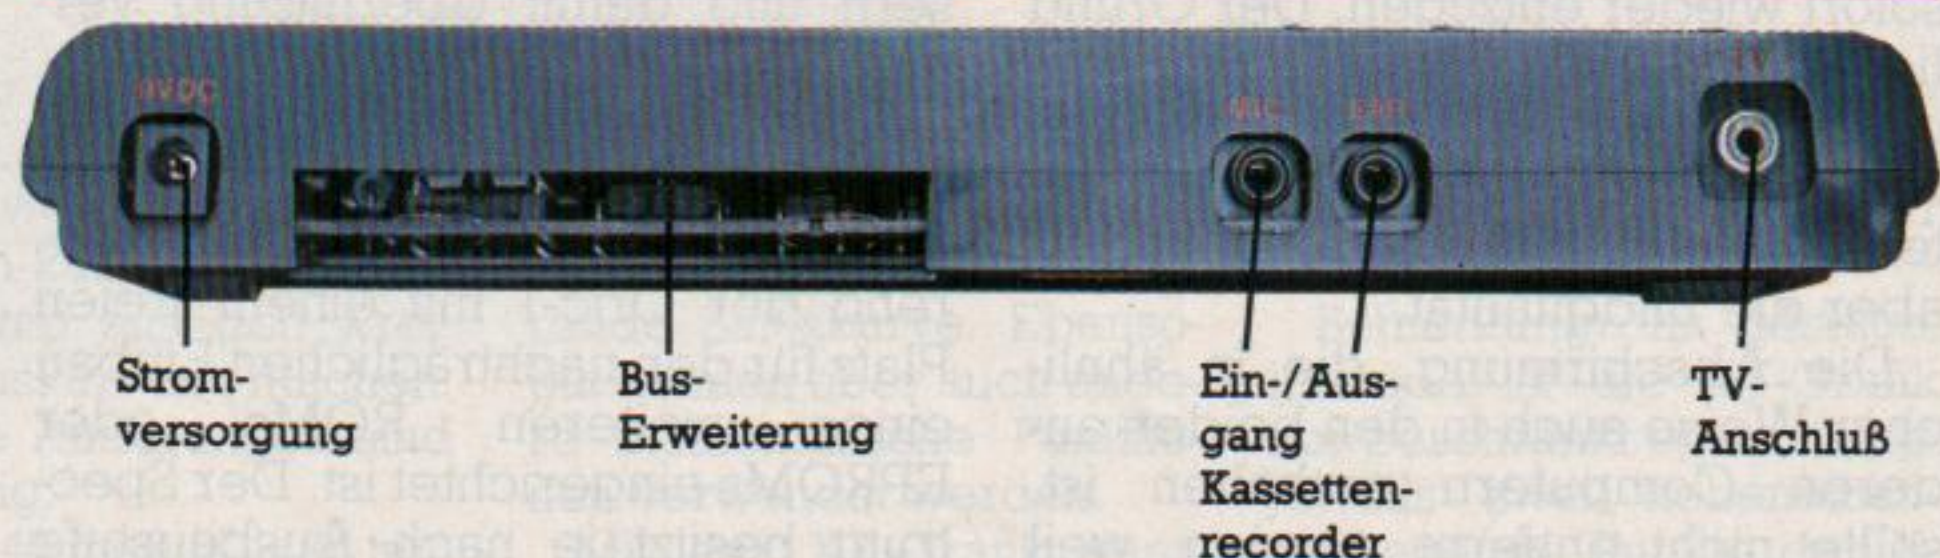 9VDC
MIC
EAR
TV
Strom-
versorgung
Bus-
Erweiterung
Ein-/Aus-
gang
Kassetten-
recorder
TV-
Anschluß